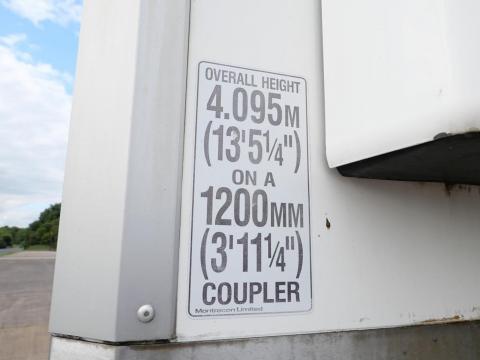 OVERALL HEIGHT
4.095M
(13'5¼")
ON A
1200MM
(3'11¼")
COUPLER
Montracon Limited